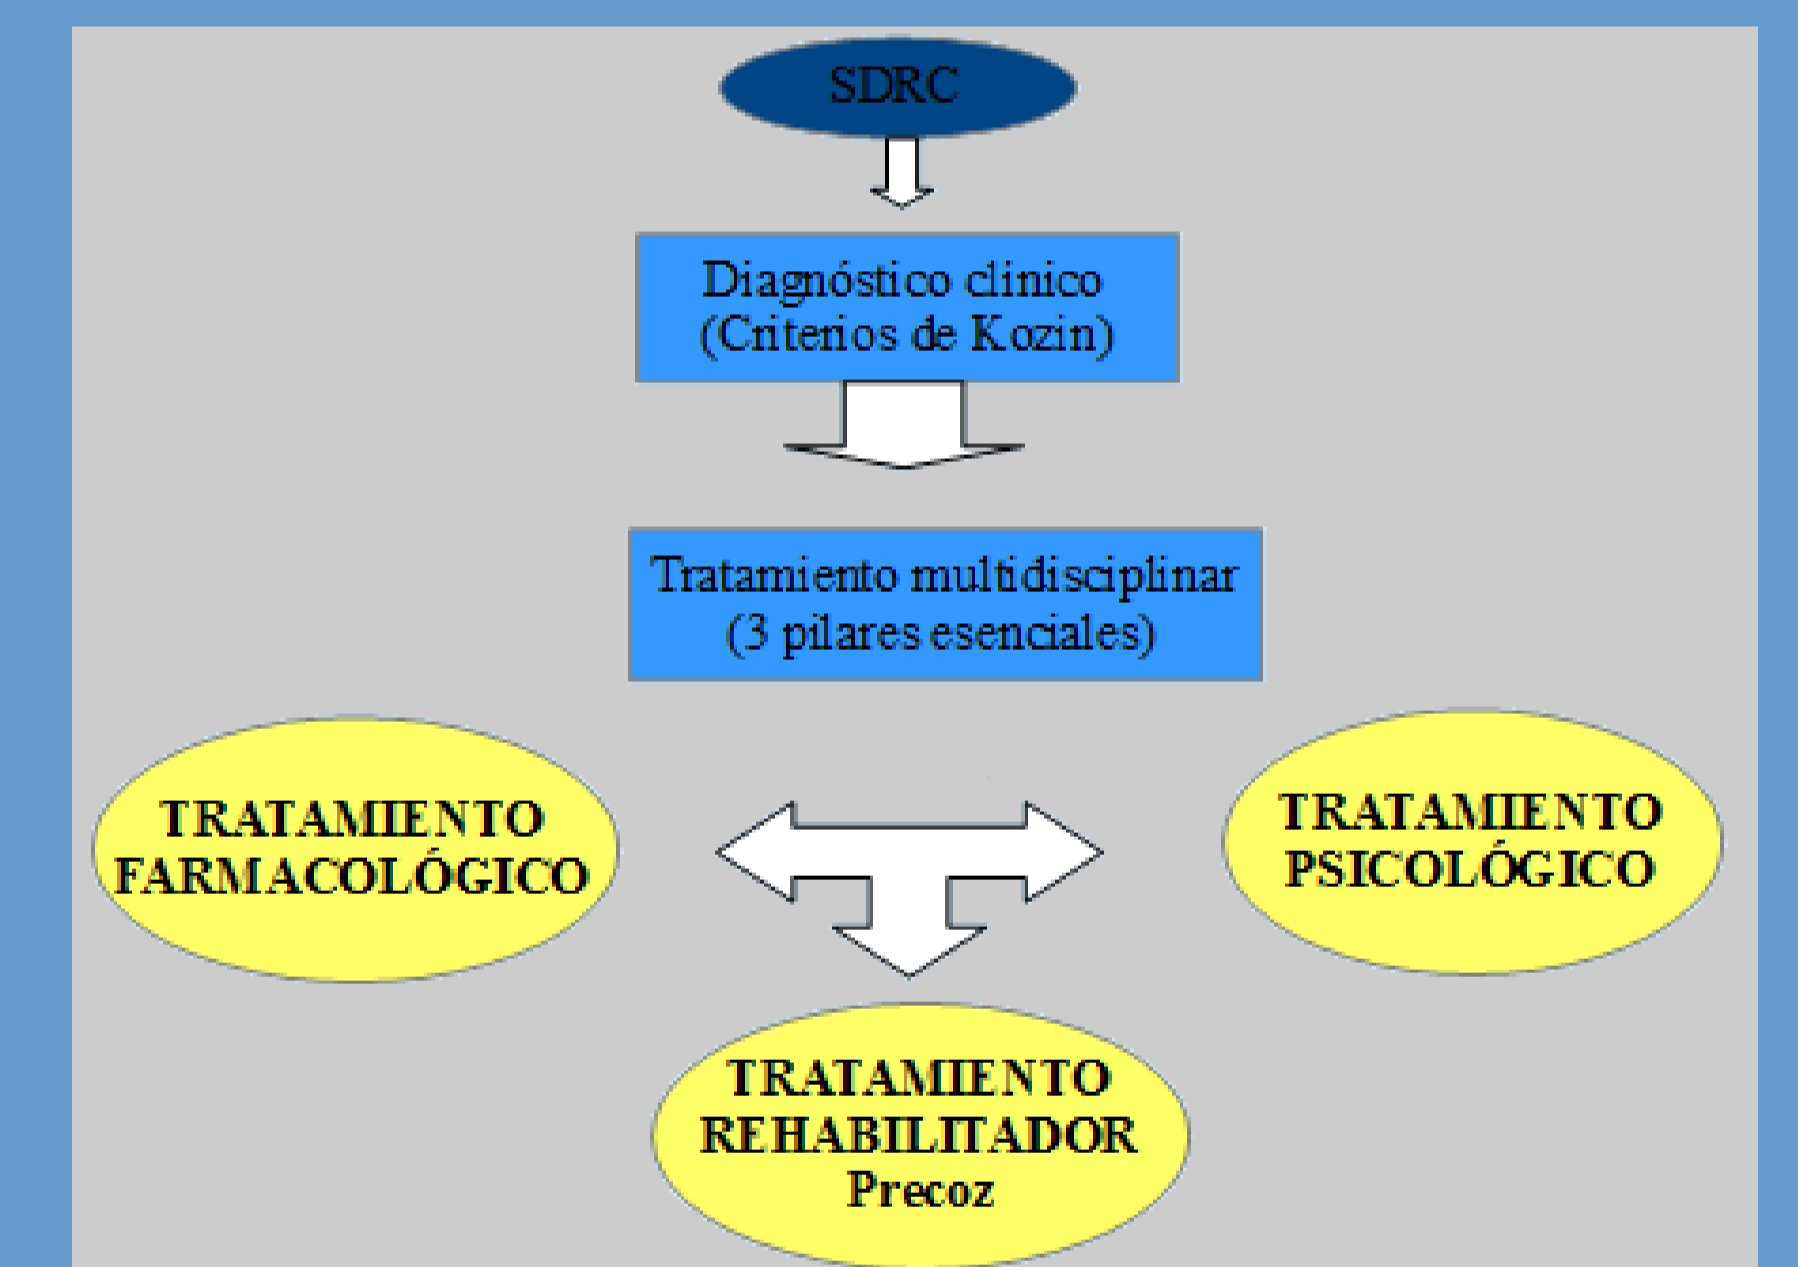 SDRC
Diagnóstico clínico
(Criterios de Kozin)
Tratamiento multidisciplinar
(3 pilares esenciales)
TRATAMIENTO
FARMACOLÓGICO
TRATAMIENTO
PSICOLÓGICO
TRATAMIENTO
REHABILITADOR
Precoz